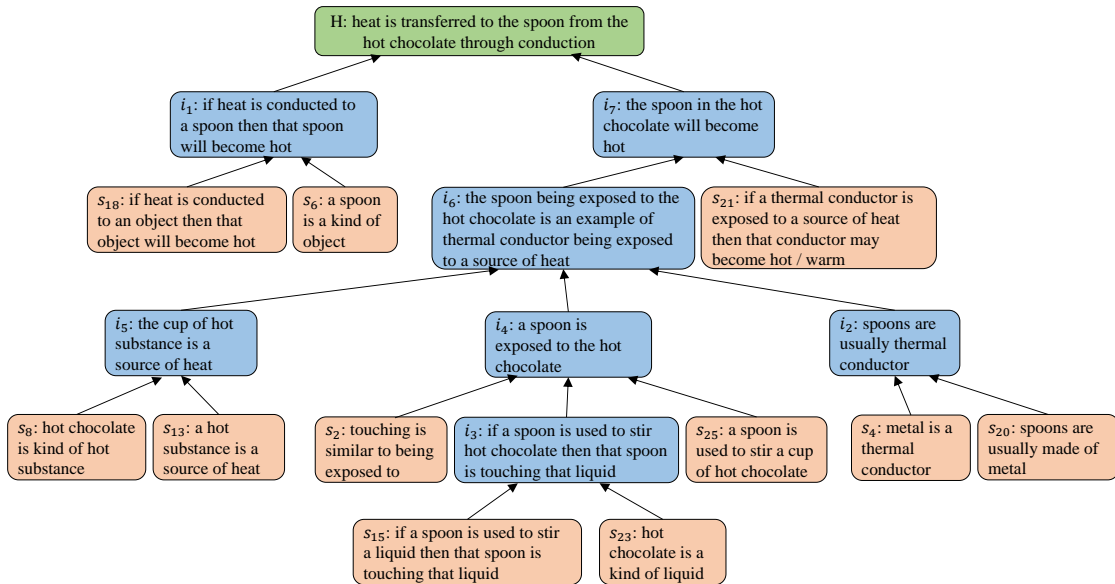 H: heat is transferred to the spoon from the
hot chocolate through conduction
i₁: if heat is conducted to
a spoon then that spoon
will become hot
i₇: the spoon in the hot
chocolate will become
hot
s₁₈: if heat is conducted
to an object then that
object will become hot
s₆: a spoon
is a kind of
object
i₆: the spoon being exposed to the
hot chocolate is an example of
thermal conductor being exposed
to a source of heat
s₂₁: if a thermal conductor is
exposed to a source of heat
then that conductor may
become hot / warm
i₅: the cup of hot
substance is a
source of heat
i₄: a spoon is
exposed to the hot
chocolate
i₂: spoons are
usually thermal
conductor
s₈: hot chocolate
is kind of hot
substance
s₁₃: a hot
substance is a
source of heat
s₂: touching is
similar to being
exposed to
i₃: if a spoon is used to stir
hot chocolate then that spoon
is touching that liquid
s₂₅: a spoon is
used to stir a cup
of hot chocolate
s₄: metal is a
thermal
conductor
s₂₀: spoons are
usually made of
metal
s₁₅: if a spoon is used to stir
a liquid then that spoon is
touching that liquid
s₂₃: hot
chocolate is a
kind of liquid